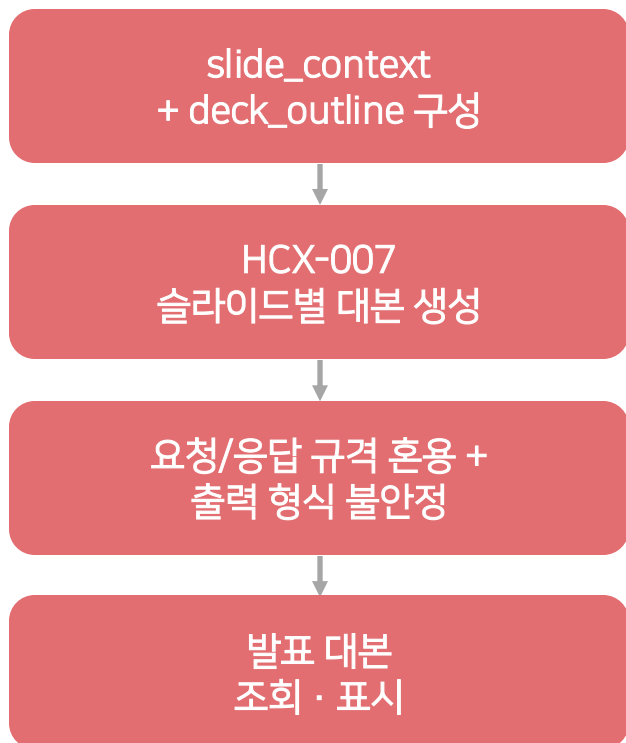 slide_context
+ deck_outline 구성
HCX-007
슬라이드별 대본 생성
요청/응답 규격 혼용 +
출력 형식 불안정
발표 대본
조회 · 표시